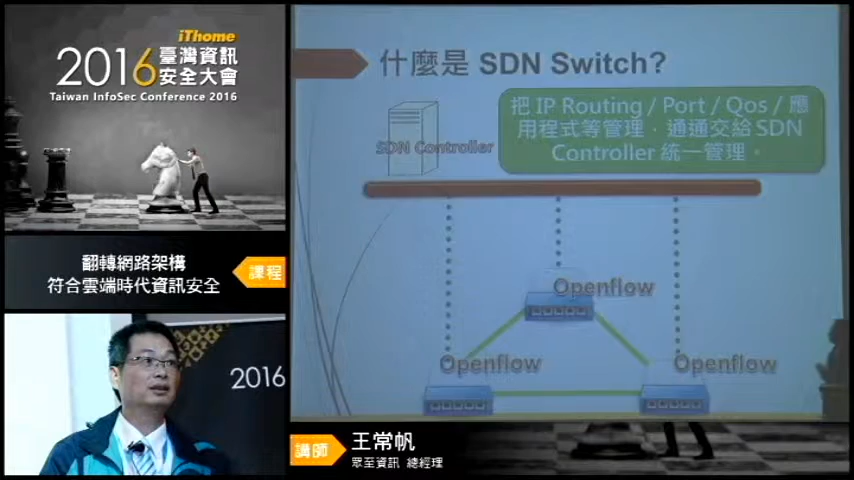 iThome
2016 臺灣資訊
安全大會
Taiwan InfoSec Conference 2016
翻轉網路架構
符合雲端時代資訊安全
課程
2016
什麼是 SDN Switch?
SDN Controller
把 IP Routing / Port / Qos / 應
用程式等管理，通通交給 SDN
Controller 統一管理。
Openflow
Openflow
Openflow
講師
王常帆
眾至資訊 總經理